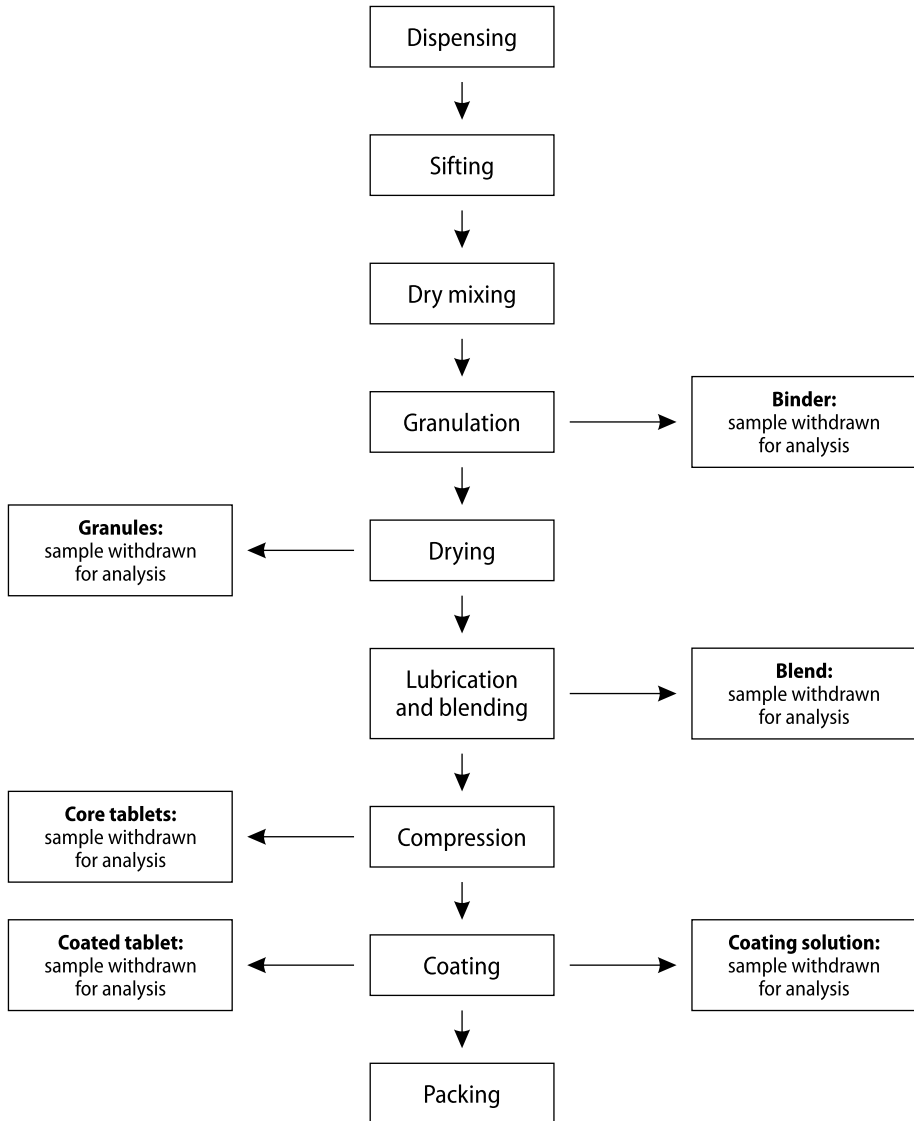 Dispensing
Sifting
Dry mixing
Granulation
Binder:
sample withdrawn
for analysis
Granules:
sample withdrawn
for analysis
Drying
Lubrication
and blending
Blend:
sample withdrawn
for analysis
Core tablets:
sample withdrawn
for analysis
Compression
Coated tablet:
sample withdrawn
for analysis
Coating
Coating solution:
sample withdrawn
for analysis
Packing